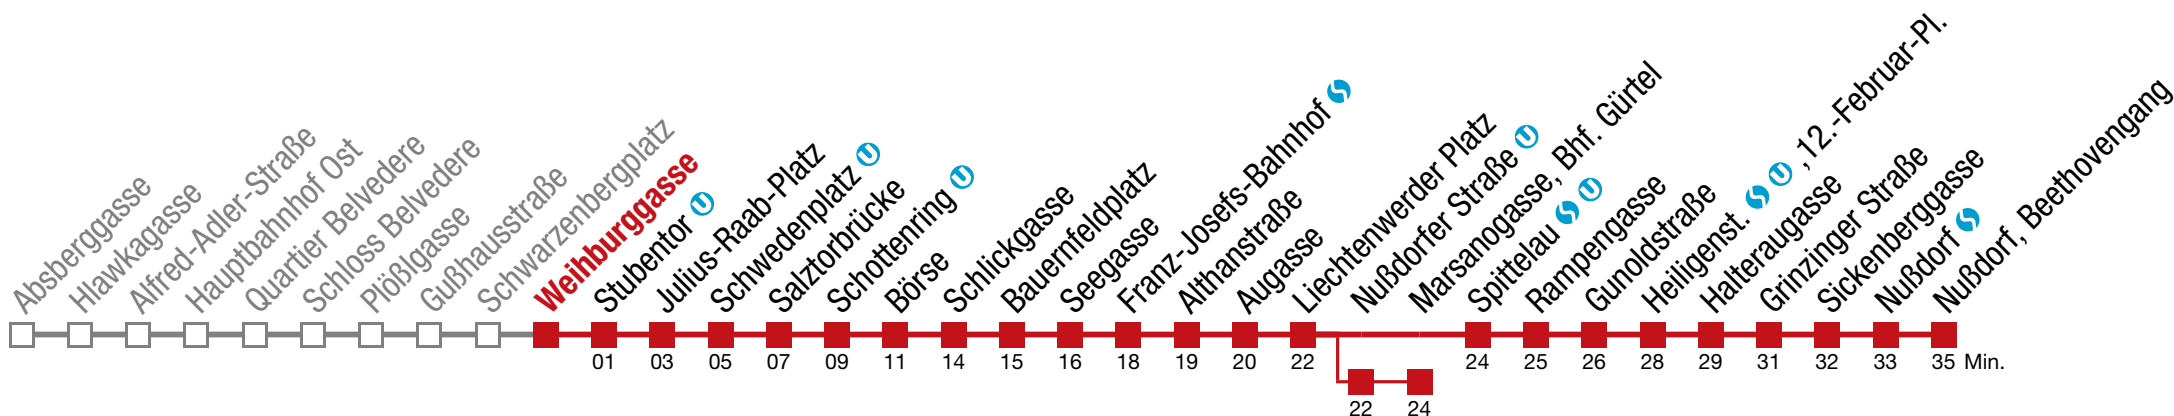 Absberggasse
Hlawkagasse
Alfred-Adler-Straße
Hauptbahnhof Ost
Quartier Belvedere
Schloss Belvedere
Plößlgasse
Gußhausstraße
Schwarzenbergplatz
Weihburggasse
Stubentor U
Julius-Raab-Platz
Schwedenplatz U
Salztorbrücke
Schottenring U
Börse
Schlickgasse
Bauernfeldplatz
Seegasse
Franz-Josefs-Bahnhof S
Althanstraße
Augasse
Liechtenwerder Platz
Nußdorfer Straße U
Marsanogasse, Bhf. Gürtel
Spittelau S U
Rampengasse
Gunoldstraße
Heiligenst. S U ,12.-Februar-Pl.
Halteraugasse
Grinzinger Straße
Sickenberggasse
Nußdorf S
Nußdorf, Beethovengang
01 03 05 07 09 11 14 15 16 18 19 20 22 24 25 26 28 29 31 32 33 35 Min.
22 24